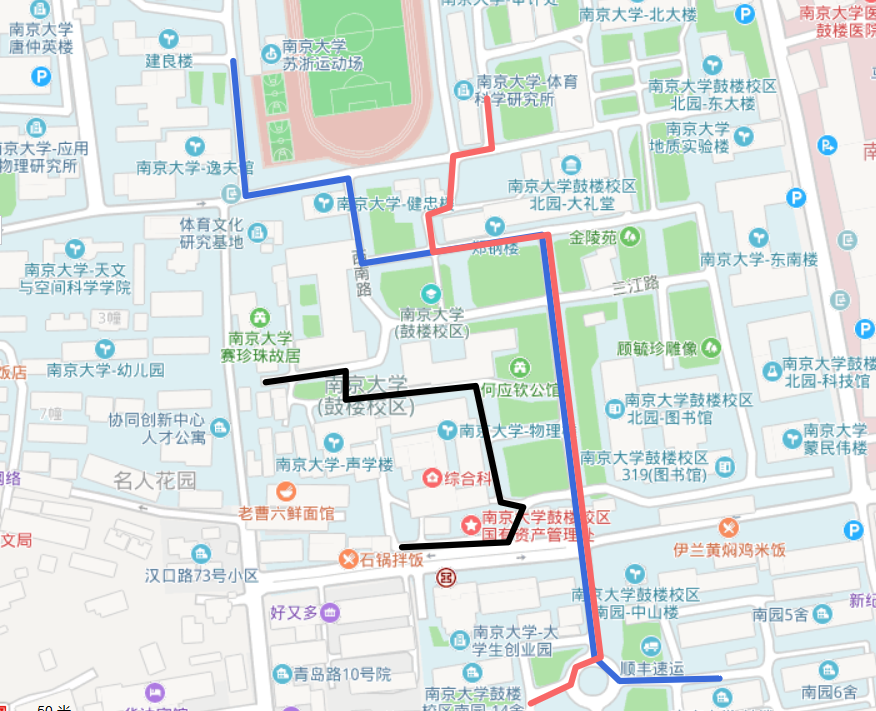 南京大学
唐仲英楼
建良楼
南京大学
苏浙运动场
南京大学-北大楼
P
南京大学医
鼓楼医院
P
南京大学-体育
科学研究所
南京大学鼓楼校区
北园-东大楼
南京大学-应用
物理研究所
南京大学-逸夫馆
南京大学
地质实验楼
P
南京大学鼓楼校区
北园-大礼堂
南京大学-健忠楼
P
体育文化
研究基地
郑钢楼
金陵苑
南京大学-天文
与空间科学学院
南京大学-东南楼
西南路
三江路
3幢
南京大学
(鼓楼校区)
P
南京大学
赛珍珠故居
顾毓珍雕像
饭店
南京大学-幼儿园
南京大学鼓楼校区
北园-科技馆
南京大学
(鼓楼校区)
何应钦公馆
7幢
协同创新中心
人才公寓
南京大学鼓楼校区
北园-图书馆
南京大学-物理
南京大学
蒙民伟楼
南京大学-声学楼
南京大学鼓楼校区
319(图书馆)
名人花园
综合科
老曹六鲜面馆
南京大学鼓楼校区
国有资产管理处
P
文局
石锅拌饭
伊兰黄焖鸡米饭
汉口路73号小区
南京大学鼓楼校区
南园-中山楼
好又多
南园5舍
新纪
南京大学-大
学生创业园
顺丰速运
青岛路10号院
南园6舍
南京大学鼓楼
校区南园-14舍
50 米